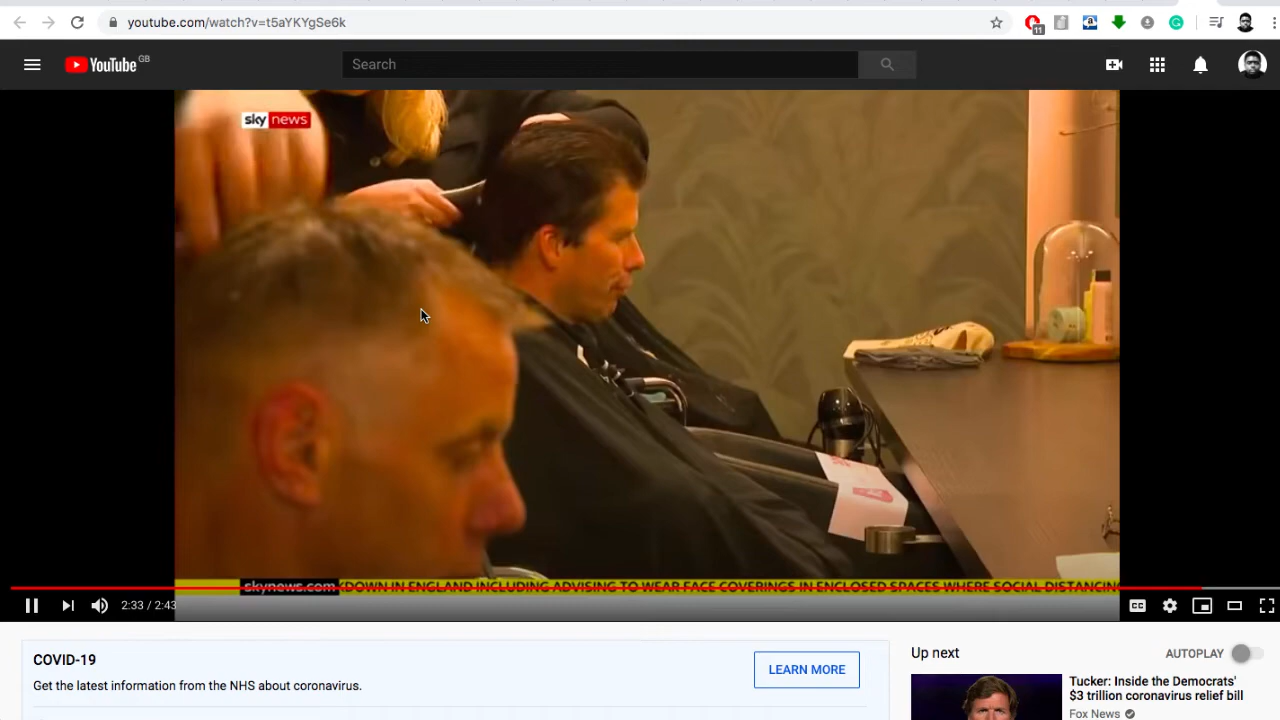 youtube.com/watch?v=t5aYKYgSe6k
11
YouTube GB
Search
sky news
skynews.com KDOWN IN ENGLAND INCLUDING ADVISING TO WEAR FACE COVERINGS IN ENCLOSED SPACES WHERE SOCIAL DISTANCING
2:33 / 2:43
CC
COVID-19
LEARN MORE
Get the latest information from the NHS about coronavirus.
Up next
AUTOPLAY
Tucker: Inside the Democrats'
$3 trillion coronavirus relief bill
Fox News